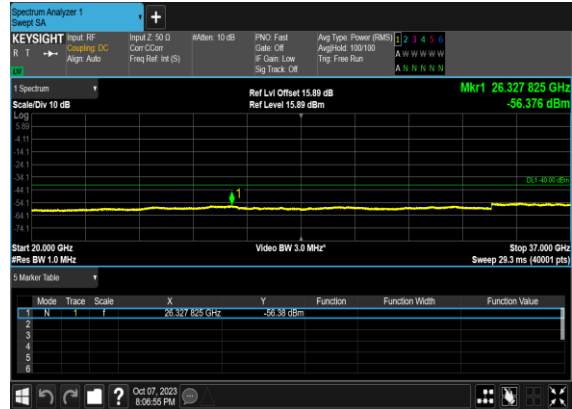 Spectrum Analyzer 1
Swept SA
+
KEYSIGHT Input: RF Input Z: 50 Ω #Atten: 10 dB PNO: Fast Avg Type: Power (RMS) 1 2 3 4 5 6
R T Coupling: DC Corr CCorr Gate: Off Avg|Hold: 100/100 A W W W W W
Align: Auto Freq Ref: Int (S) IF Gain: Low Trig: Free Run
Sig Track: Off A N N N N N
1 Spectrum Ref Lvl Offset 15.89 dB Mkr1 26.327 825 GHz
Scale/Div 10 dB Ref Level 15.89 dBm -56.376 dBm
Log
5.89
-4.11
-14.1
-24.1
-34.1 DL1 -40.00 dBm
-44.1 1
-54.1
-64.1
-74.1
Start 20.000 GHz Video BW 3.0 MHz* Stop 37.000 GHz
#Res BW 1.0 MHz Sweep 29.3 ms (40001 pts)
5 Marker Table
Mode Trace Scale X Y Function Function Width Function Value
1 N 1 f 26.327 825 GHz -56.38 dBm
2
3
4
5
6
? Oct 07, 2023
8:06:55 PM